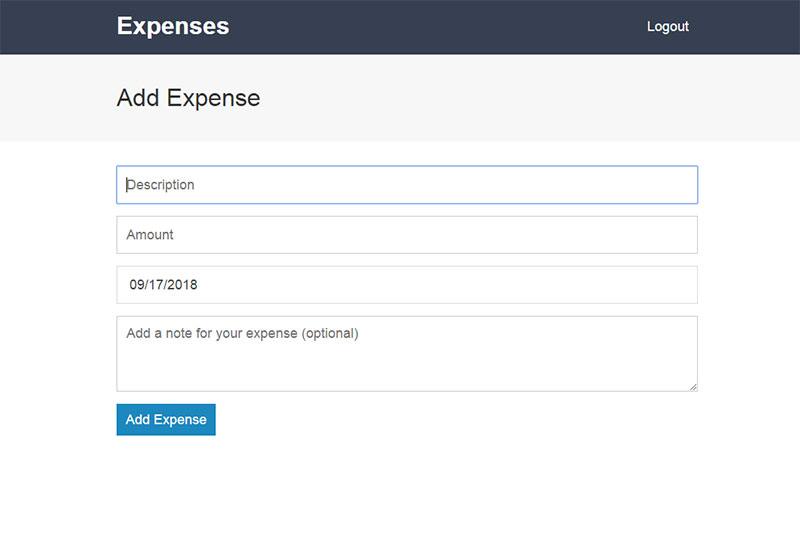 Expenses
Logout
Add Expense
Description
Amount
09/17/2018
Add a note for your expense (optional)
Add Expense